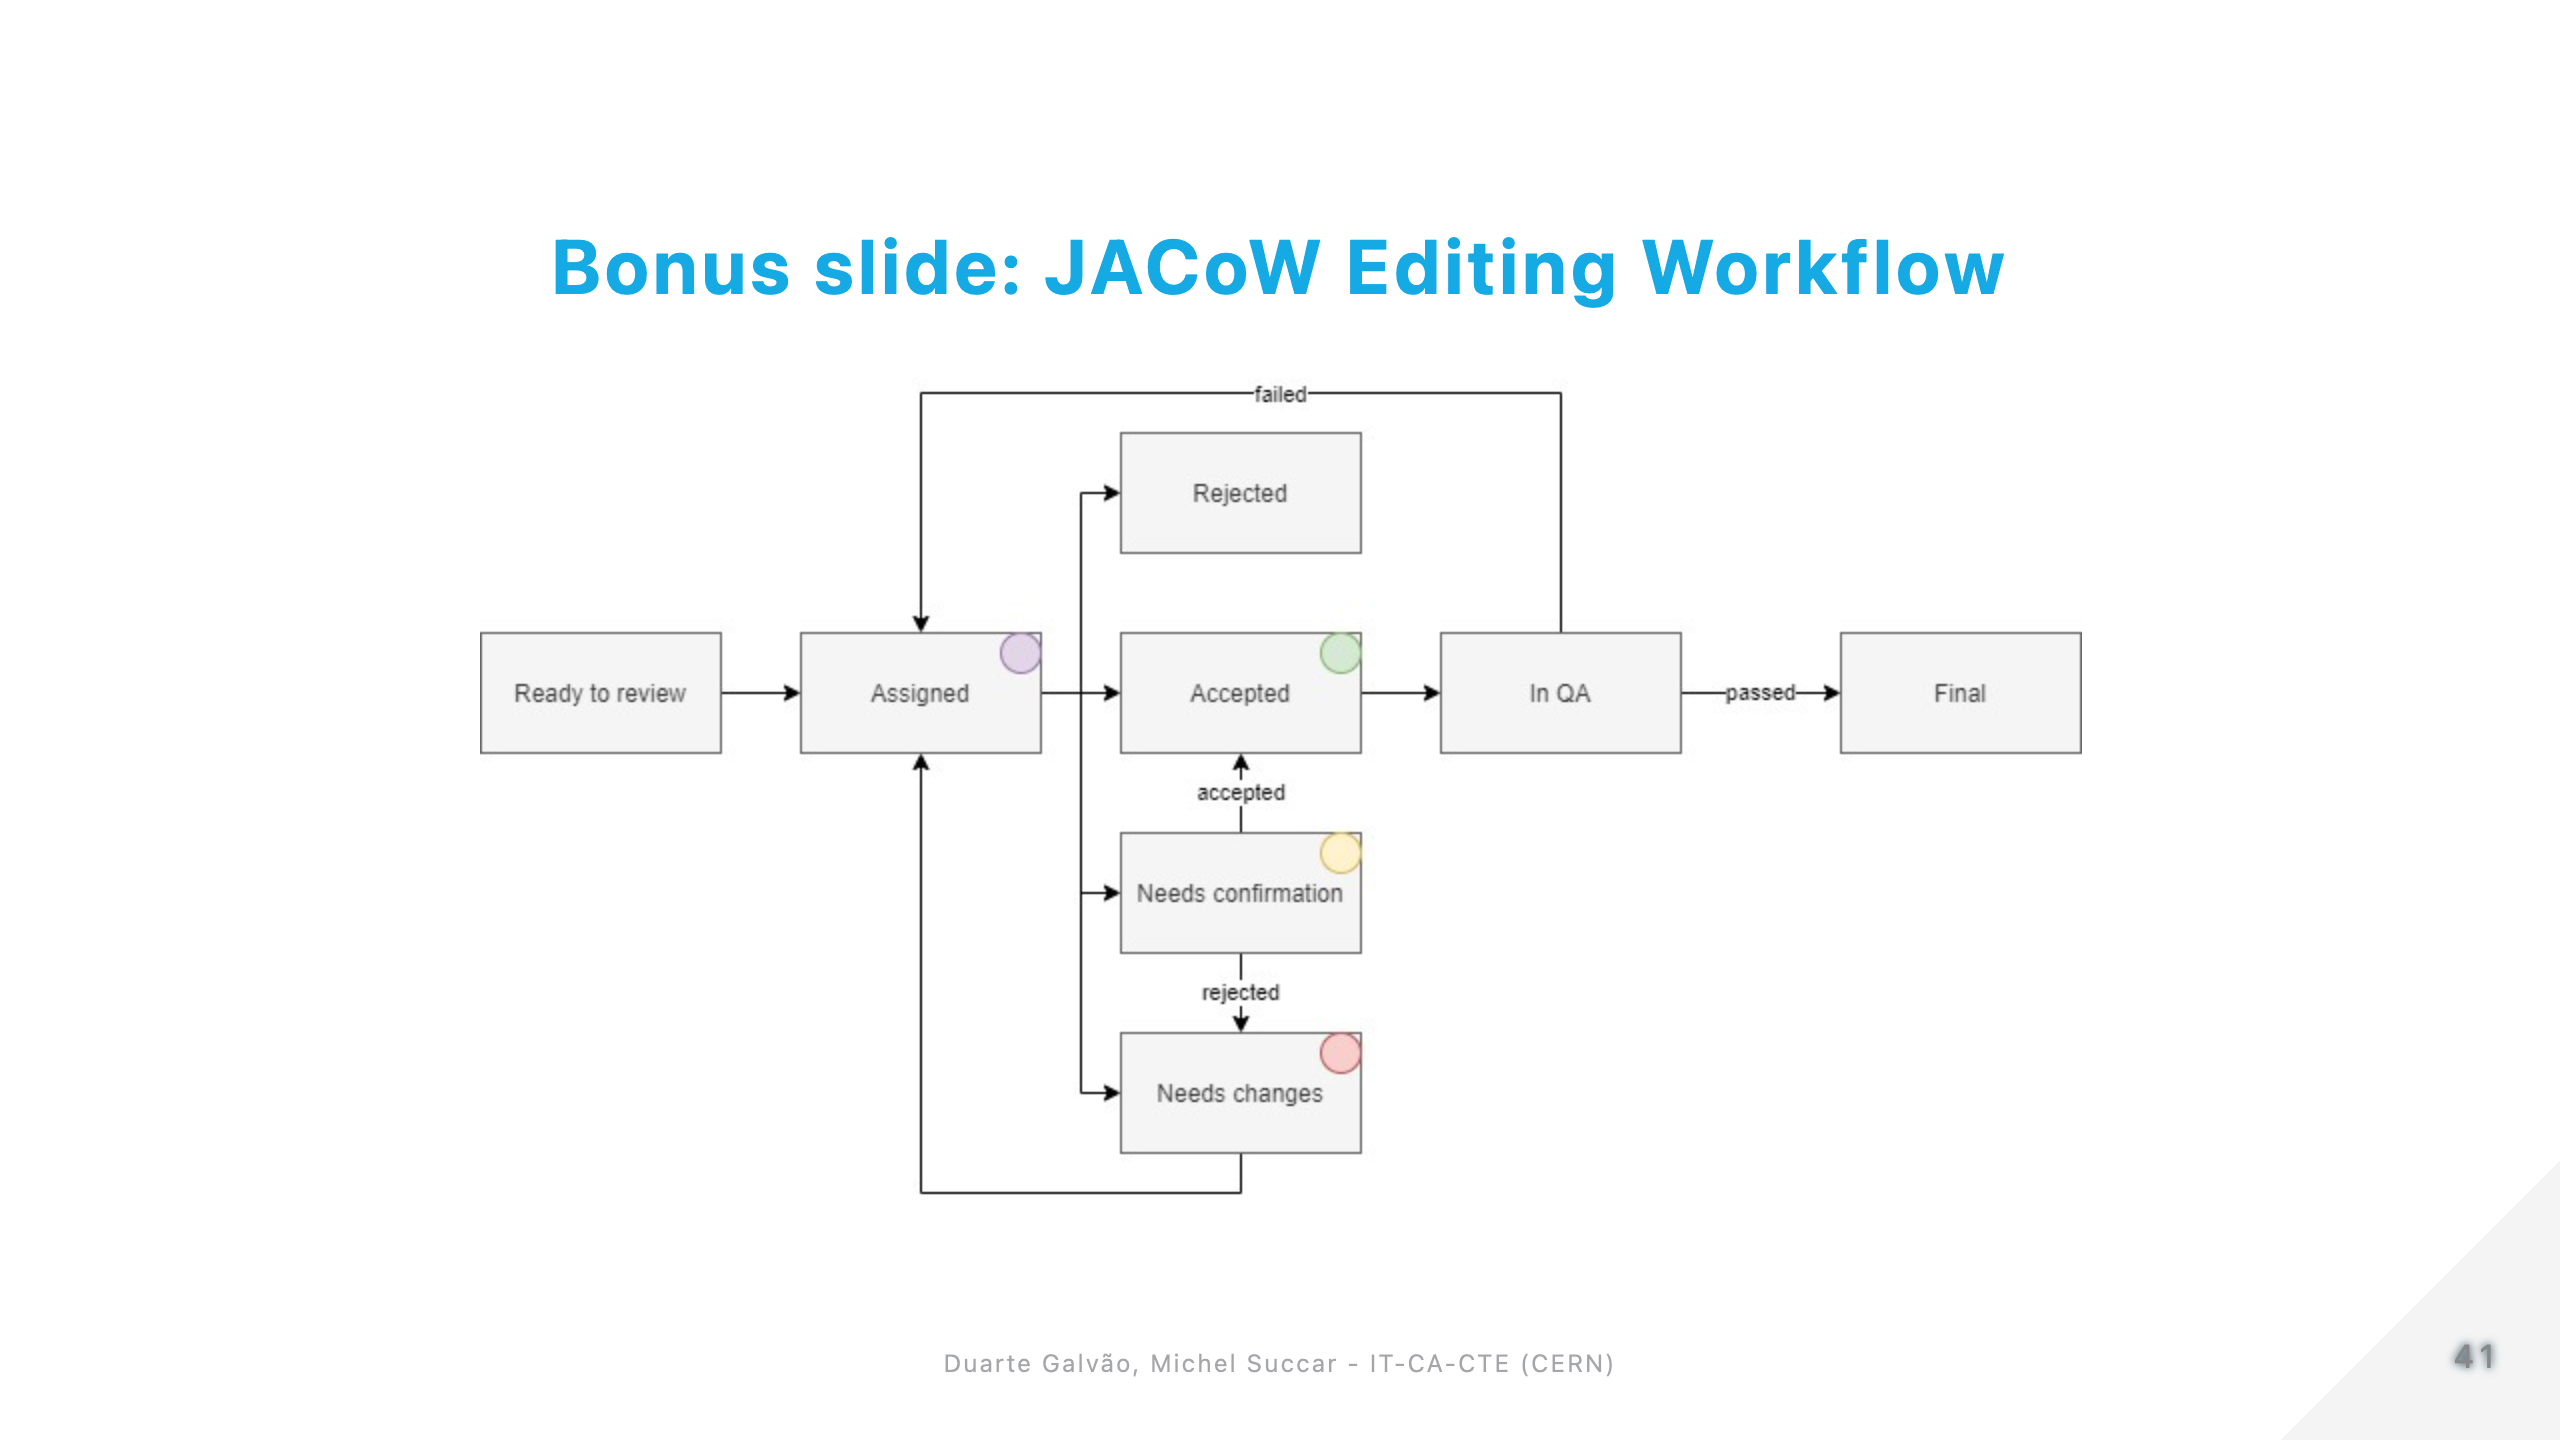 Bonus slide: JACoW Editing Workflow
failed
Rejected
Ready to review
Assigned
Accepted
In QA
passed
Final
accepted
Needs confirmation
rejected
Needs changes
Duarte Galvão, Michel Succar - IT-CA-CTE (CERN)
41